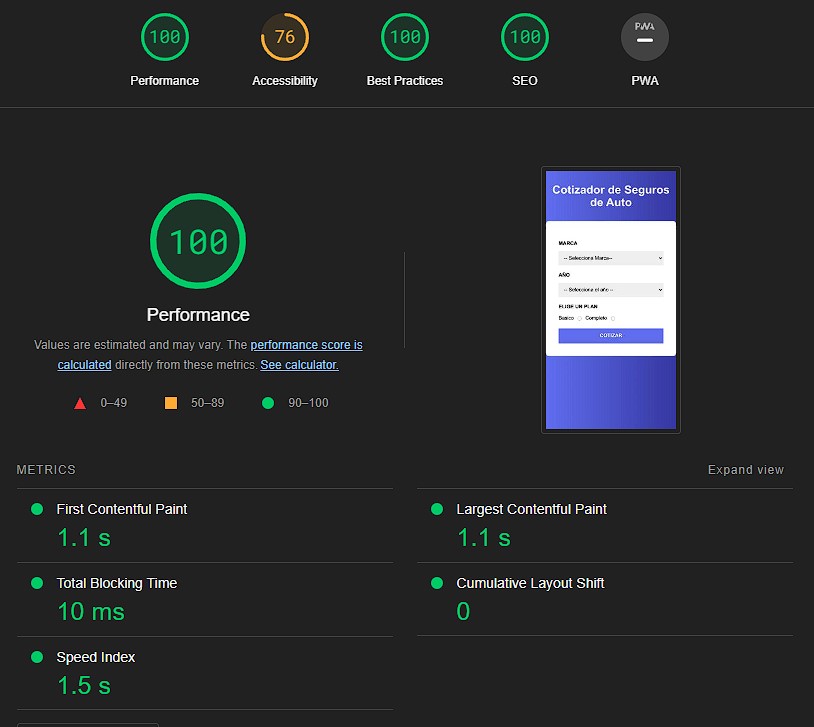 100 76 100 100 PWA
Performance Accessibility Best Practices SEO PWA
100
Performance
Values are estimated and may vary. The performance score is
calculated directly from these metrics. See calculator.
0–49 50–89 90–100
Cotizador de Seguros
de Auto
MARCA
-- Selecciona Marca--
AÑO
-- Selecciona el año --
ELIGE UN PLAN
Basico Completo
COTIZAR
METRICS
Expand view
First Contentful Paint
1.1 s
Largest Contentful Paint
1.1 s
Total Blocking Time
10 ms
Cumulative Layout Shift
0
Speed Index
1.5 s